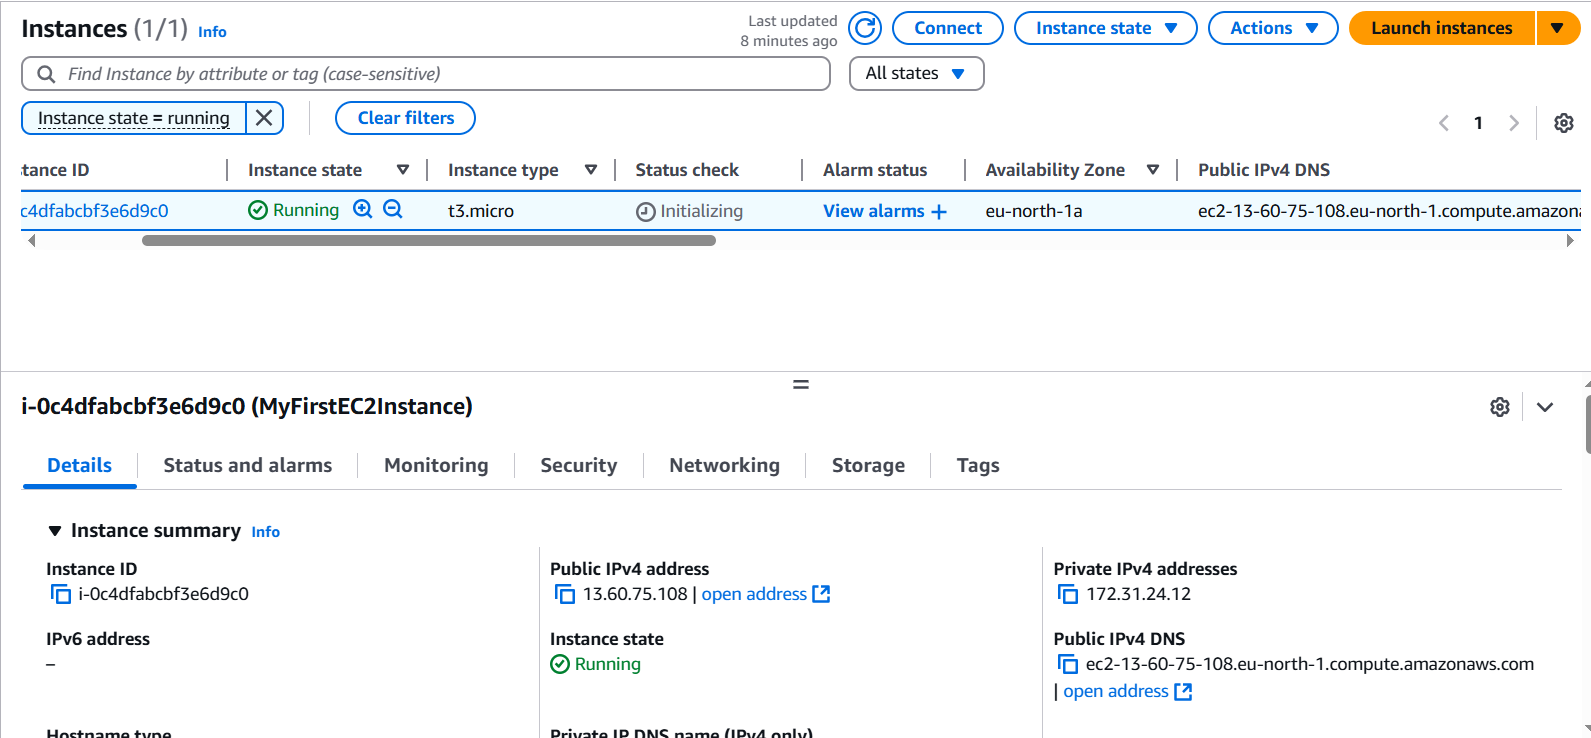 Instances (1/1) Info
Last updated
8 minutes ago
Connect
Instance state
Actions
Launch instances
Find Instance by attribute or tag (case-sensitive)
All states
Instance state = running
Clear filters
1
stance ID Instance state Instance type Status check Alarm status Availability Zone Public IPv4 DNS
c4dfabcbf3e6d9c0 Running t3.micro Initializing View alarms + eu-north-1a ec2-13-60-75-108.eu-north-1.compute.amazona
i-0c4dfabcbf3e6d9c0 (MyFirstEC2Instance)
Details Status and alarms Monitoring Security Networking Storage Tags
Instance summary Info
Instance ID
i-0c4dfabcbf3e6d9c0
Public IPv4 address
13.60.75.108 | open address
Private IPv4 addresses
172.31.24.12
IPv6 address
–
Instance state
Running
Public IPv4 DNS
ec2-13-60-75-108.eu-north-1.compute.amazonaws.com
| open address
Hostname type
Private IP DNS name (IPv4 only)